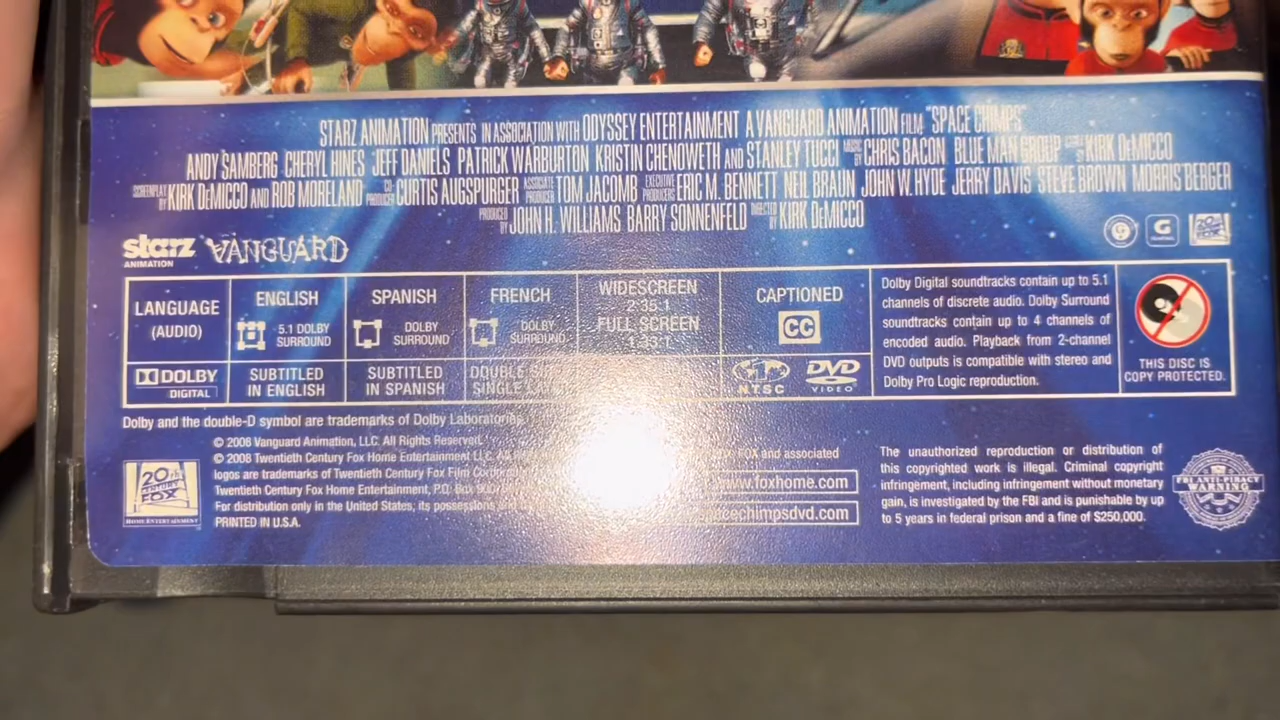 STARZ ANIMATION PRESENTS IN ASSOCIATION WITH ODYSSEY ENTERTAINMENT A VANGUARD ANIMATION FILM "SPACE CHIMPS"
ANDY SAMBERG CHERYL HINES JEFF DANIELS PATRICK WARBURTON KRISTIN CHENOWETH AND STANLEY TUCCI MUSIC BY CHRIS BACON BLUE MAN GROUP KIRK DeMICCO
SCREENPLAY BY KIRK DeMICCO AND ROB MORELAND CO- PRODUCER CURTIS AUGSPURGER ASSOCIATE PRODUCER TOM JACOMB EXECUTIVE PRODUCERS ERIC M. BENNETT NEIL BRAUN JOHN W. HYDE JERRY DAVIS STEVE BROWN MORRIS BERGER
PRODUCED BY JOHN H. WILLIAMS BARRY SONNENFELD DIRECTED BY KIRK DeMICCO
starz ANIMATION VANGUARD
LANGUAGE (AUDIO)
ENGLISH
5.1 DOLBY SURROUND
SPANISH
DOLBY SURROUND
FRENCH
DOLBY SURROUND
WIDESCREEN
2:35:1
FULL SCREEN
1:33:1
CAPTIONED
CC
DOLBY DIGITAL
SUBTITLED IN ENGLISH
SUBTITLED IN SPANISH
DOUBLE
SINGLE
NTSC
DVD VIDEO
Dolby Digital soundtracks contain up to 5.1
channels of discrete audio. Dolby Surround
soundtracks contain up to 4 channels of
encoded audio. Playback from 2-channel
DVD outputs is compatible with stereo and
Dolby Pro Logic reproduction.
THIS DISC IS
COPY PROTECTED.
Dolby and the double-D symbol are trademarks of Dolby Laboratories
© 2008 Vanguard Animation, LLC. All Rights Reserved.
© 2008 Twentieth Century Fox Home Entertainment LLC. All
FOX and associated
logos are trademarks of Twentieth Century Fox Film
Twentieth Century Fox Home Entertainment, P.O. Box
www.foxhome.com
For distribution only in the United States, its possessions
PRINTED IN U.S.A.
20th CENTURY FOX
HOME ENTERTAINMENT
The unauthorized reproduction or distribution of
this copyrighted work is illegal. Criminal copyright
infringement, including infringement without monetary
gain, is investigated by the FBI and is punishable by up
to 5 years in federal prison and a fine of $250,000.
FBI ANTI-PIRACY
WARNING